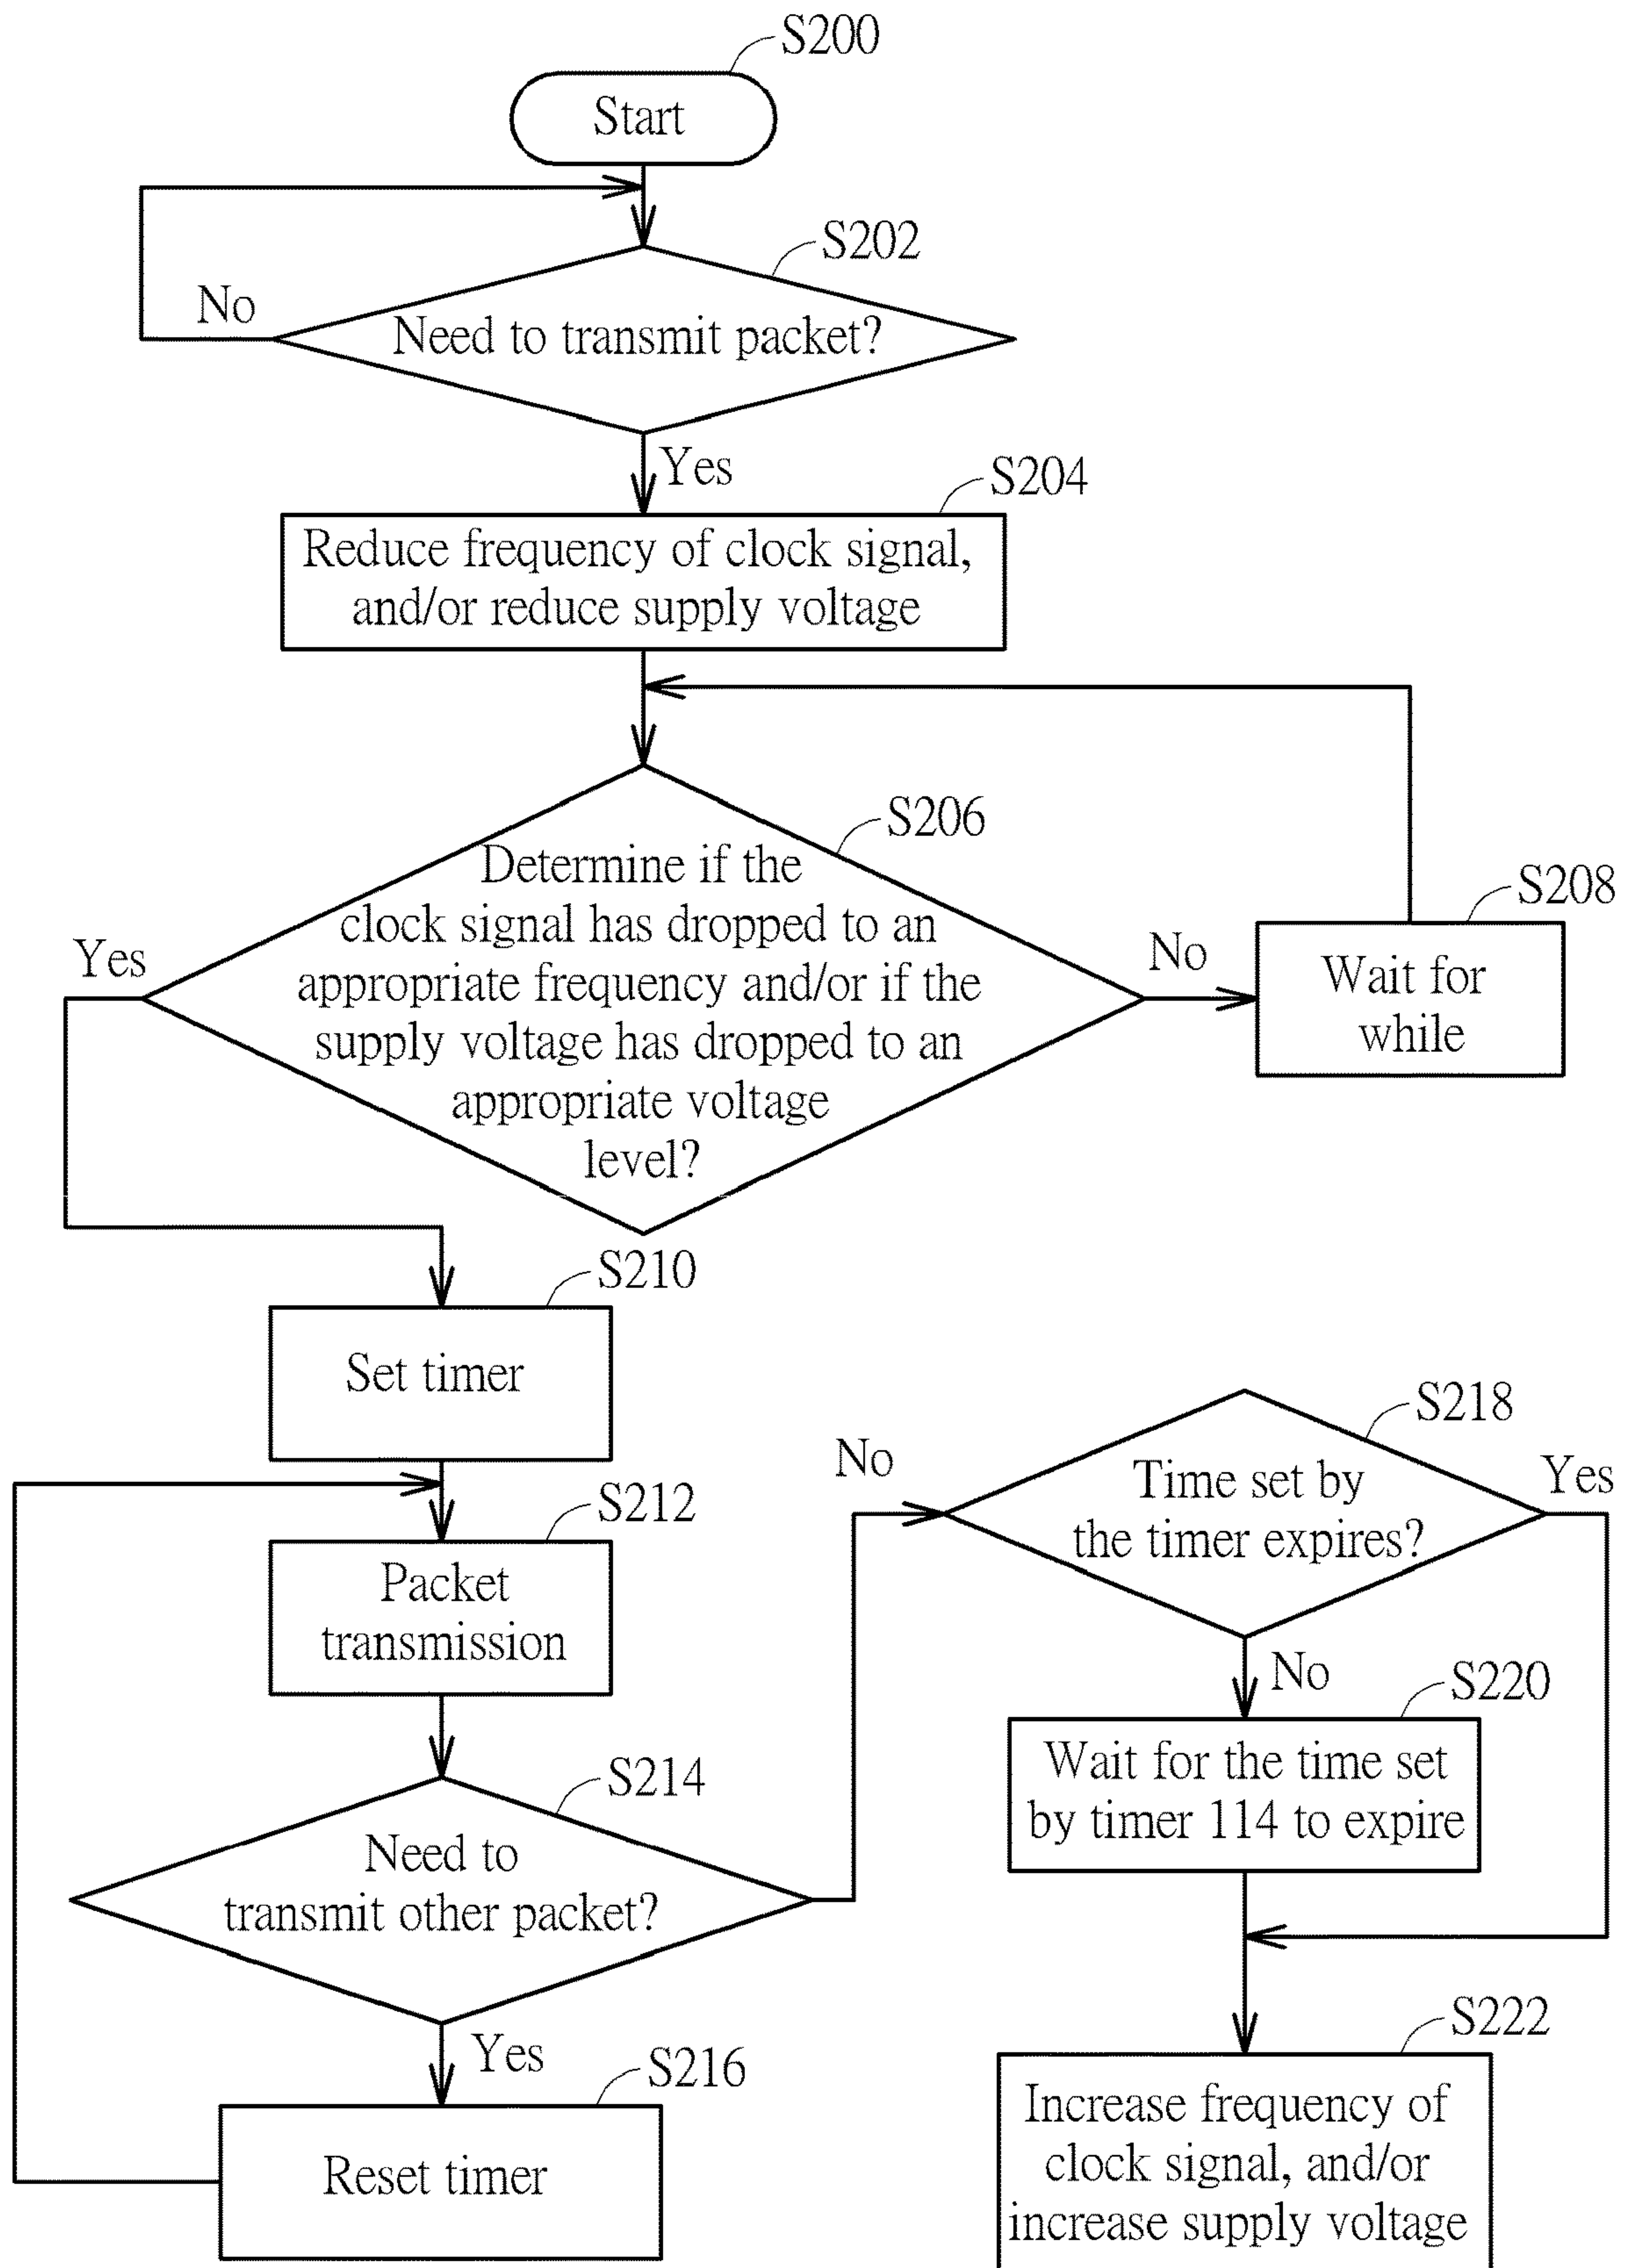 S200
Start
S202
No
Need to transmit packet?
Yes
S204
Reduce frequency of clock signal,
and/or reduce supply voltage
S206
Determine if the
clock signal has dropped to an
appropriate frequency and/or if the
supply voltage has dropped to an
appropriate voltage
level?
Yes
No
S208
Wait for
while
S210
Set timer
S212
Packet
transmission
S214
Need to
transmit other packet?
Yes
S216
Reset timer
No
S218
Time set by
the timer expires?
Yes
No
S220
Wait for the time set
by timer 114 to expire
S222
Increase frequency of
clock signal, and/or
increase supply voltage